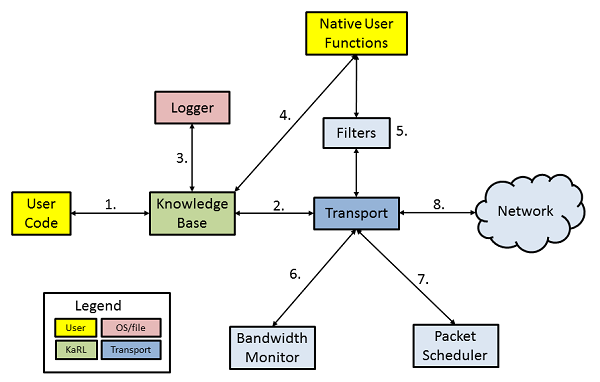 Native User
Functions
Logger
4.
Filters
5.
3.
User
Code
1.
Knowledge
Base
2.
Transport
8.
Network
6.
7.
Legend
User
OS/file
KaRL
Transport
Bandwidth
Monitor
Packet
Scheduler